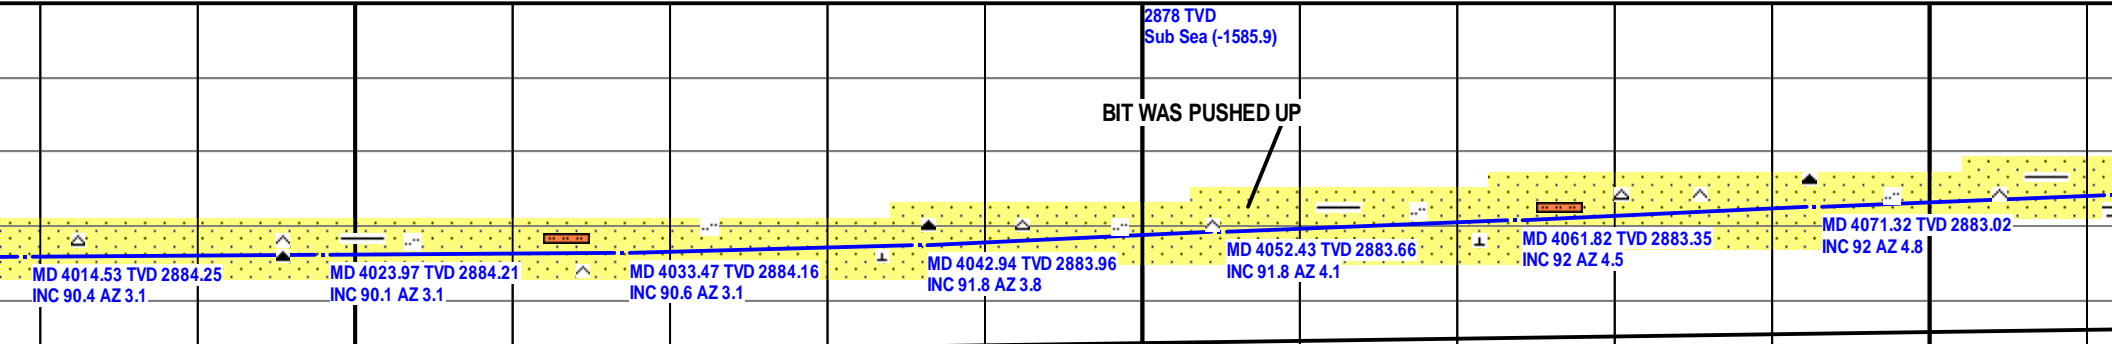 2878 TVD
Sub Sea (-1585.9)
BIT WAS PUSHED UP
MD 4014.53 TVD 2884.25
INC 90.4 AZ 3.1
MD 4023.97 TVD 2884.21
INC 90.1 AZ 3.1
MD 4033.47 TVD 2884.16
INC 90.6 AZ 3.1
MD 4042.94 TVD 2883.96
INC 91.8 AZ 3.8
MD 4052.43 TVD 2883.66
INC 91.8 AZ 4.1
MD 4061.82 TVD 2883.35
INC 92 AZ 4.5
MD 4071.32 TVD 2883.02
INC 92 AZ 4.8